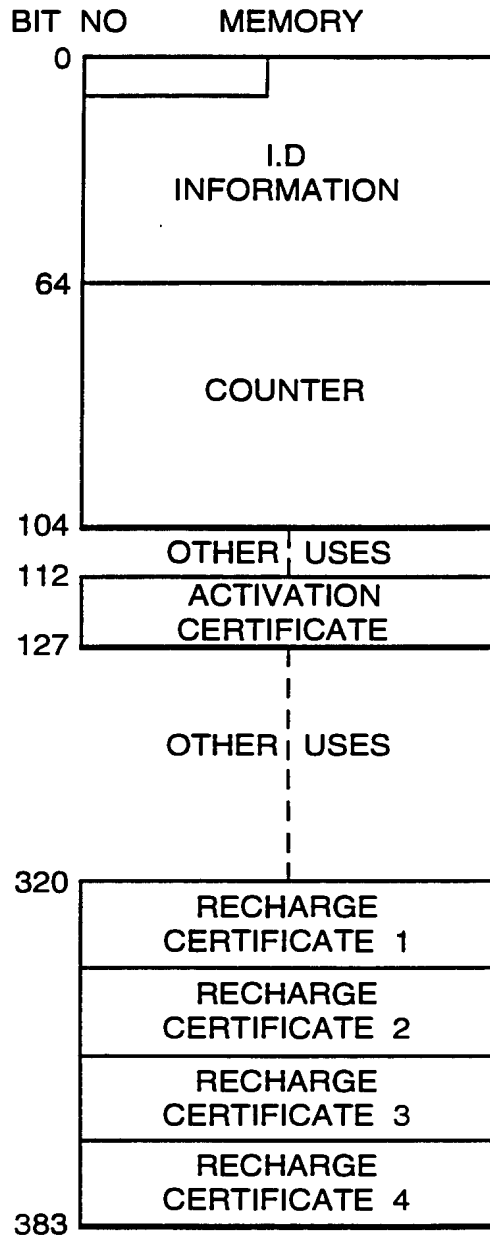 BIT NO MEMORY
0
I.D
INFORMATION
64
COUNTER
104
OTHER USES
112
ACTIVATION
CERTIFICATE
127
OTHER USES
320
RECHARGE
CERTIFICATE 1
RECHARGE
CERTIFICATE 2
RECHARGE
CERTIFICATE 3
RECHARGE
CERTIFICATE 4
383